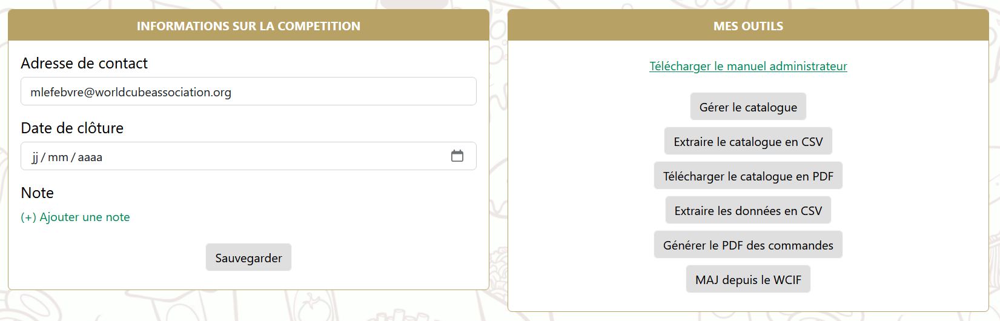 INFORMATIONS SUR LA COMPETITION
Adresse de contact
mlefebvre@worldcubeassociation.org
Date de clôture
jj / mm / aaaa
Note
(+) Ajouter une note
Sauvegarder
MES OUTILS
Télécharger le manuel administrateur
Gérer le catalogue
Extraire le catalogue en CSV
Télécharger le catalogue en PDF
Extraire les données en CSV
Générer le PDF des commandes
MAJ depuis le WCIF